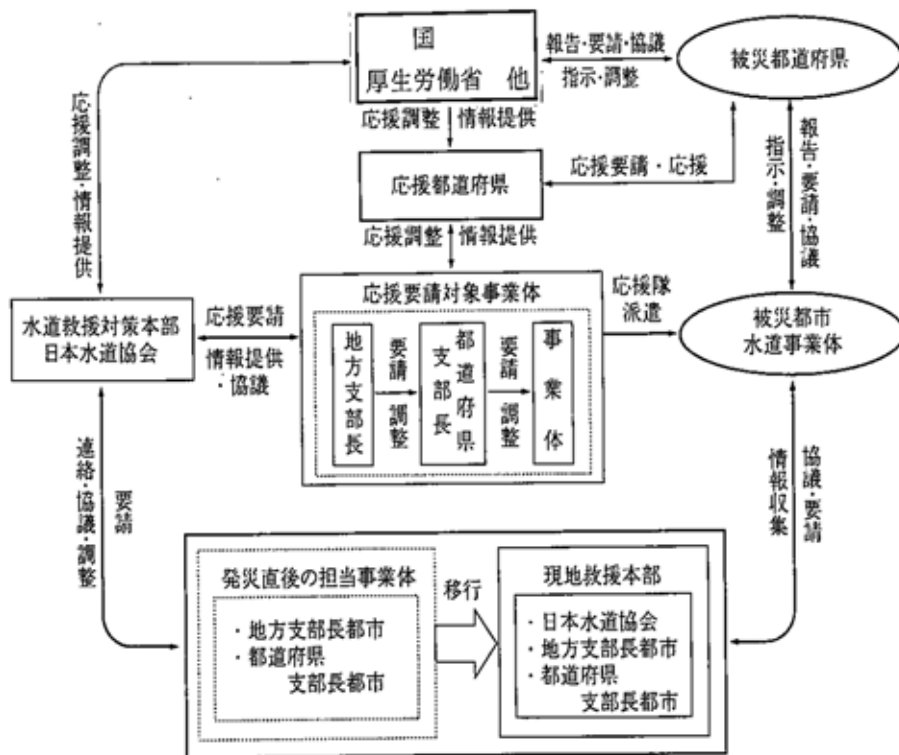 国
厚生労働省 他
報告・要請・協議
指示・調整
被災都道府県
応援調整・情報提供
応援調整
情報提供
応援都道府県
応援要請・応援
指示・調整
報告・要請・協議
応援調整
情報提供
水道救援対策本部
日本水道協会
応援要請
情報提供
・協議
応援要請対象事業体
地方支部長
要請
調整
都道府県
支部長
要請
調整
事業体
応援隊
派遣
被災都市
水道事業体
連絡・協議・調整
要請
情報収集
協議・要請
発災直後の担当事業体
・地方支部長都市
・都道府県
支部長都市
移行
現地救援本部
・日本水道協会
・地方支部長都市
・都道府県
支部長都市